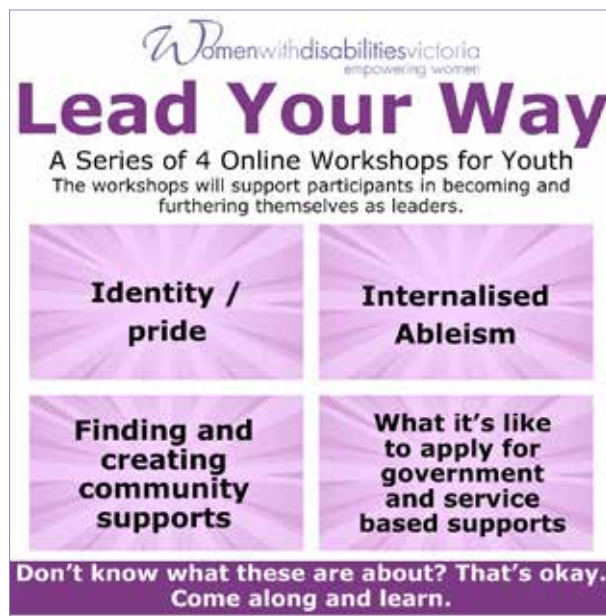 Womenwithdisabilitiesvictoria
empowering women
Lead Your Way
A Series of 4 Online Workshops for Youth
The workshops will support participants in becoming and
furthering themselves as leaders.
Identity /
pride
Internalised
Ableism
Finding and
creating
community
supports
What it's like
to apply for
government
and service
based supports
Don't know what these are about? That's okay.
Come along and learn.